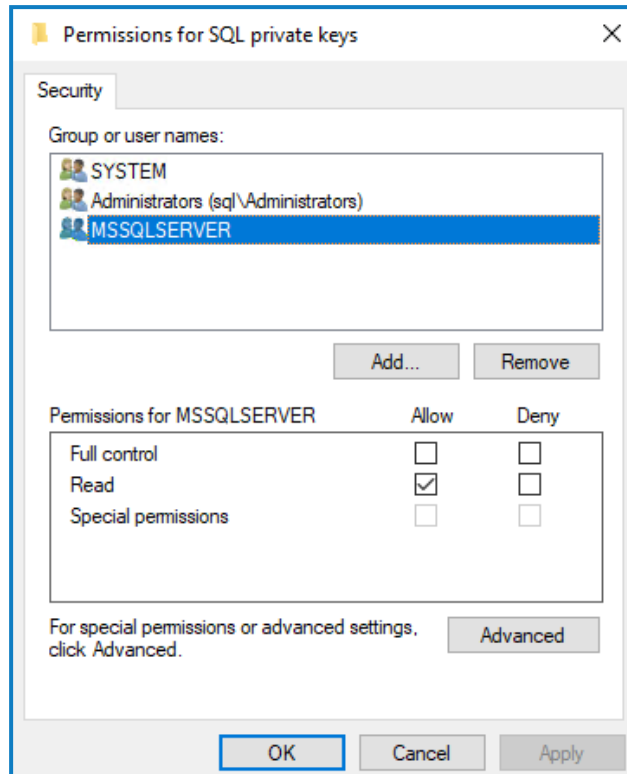 Permissions for SQL private keys
Security
Group or user names:
SYSTEM
Administrators (sql\Administrators)
MSSQLSERVER
Add... Remove
Permissions for MSSQLSERVER Allow Deny
Full control
Read
Special permissions
For special permissions or advanced settings,
click Advanced.
Advanced
OK Cancel Apply